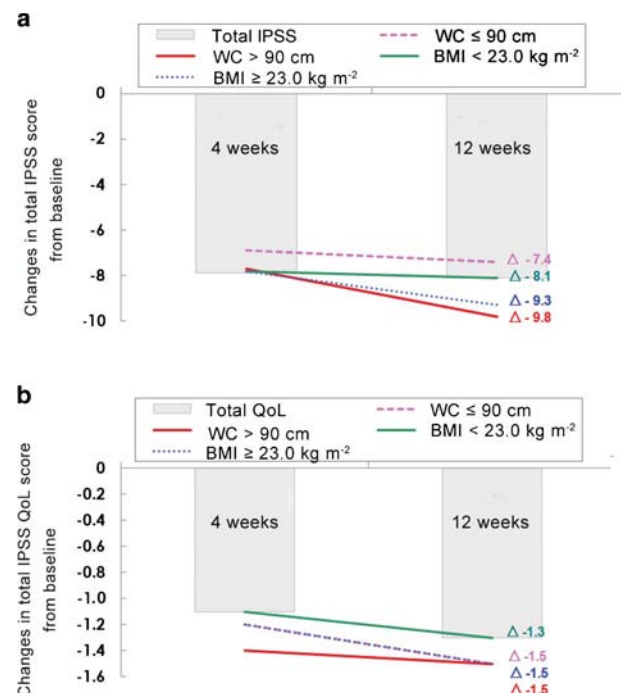 a
Total IPSS
WC ≤ 90 cm
WC > 90 cm
BMI < 23.0 kg m-2
BMI ≥ 23.0 kg m-2
Changes in total IPSS score
from baseline
0
-2
-4
-6
-8
-10
4 weeks
12 weeks
Δ - 7.4
Δ - 8.1
Δ - 9.3
Δ - 9.8
b
Total QoL
WC ≤ 90 cm
WC > 90 cm
BMI < 23.0 kg m-2
BMI ≥ 23.0 kg m-2
Changes in total IPSS QoL score
from baseline
0
-0.2
-0.4
-0.6
-0.8
-1.0
-1.2
-1.4
-1.6
4 weeks
12 weeks
Δ -1.3
Δ -1.5
Δ -1.5
Δ -1.5